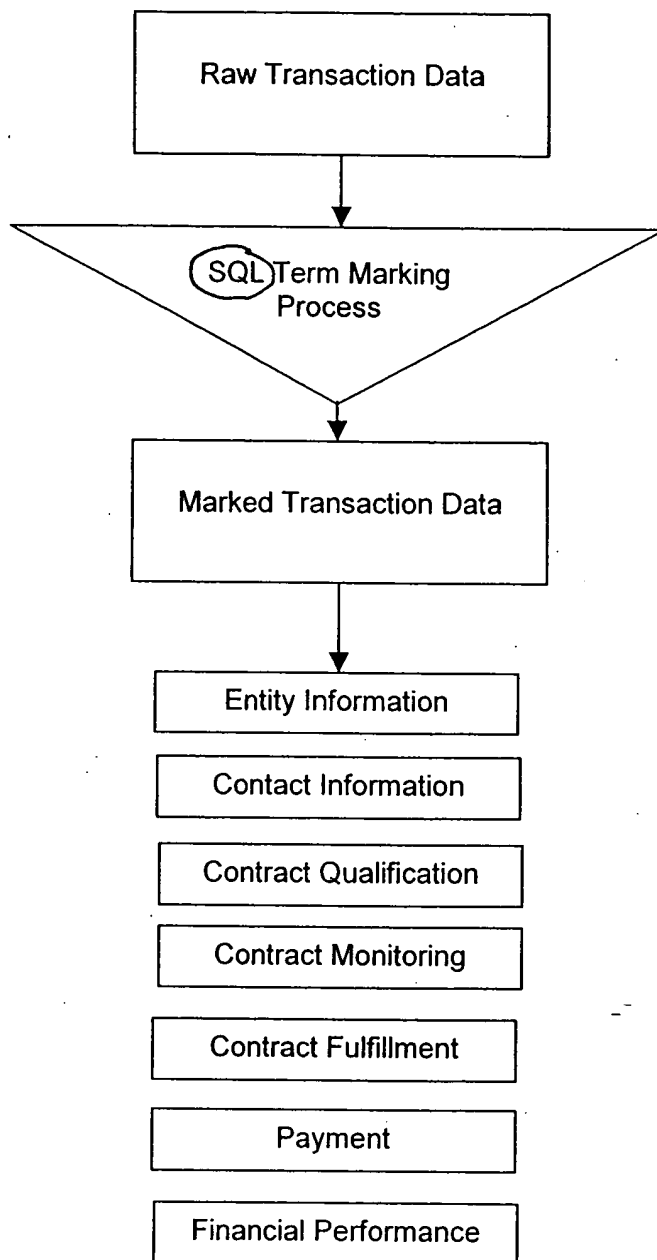 Raw Transaction Data
SQL Term Marking
Process
Marked Transaction Data
Entity Information
Contact Information
Contract Qualification
Contract Monitoring
Contract Fulfillment
Payment
Financial Performance